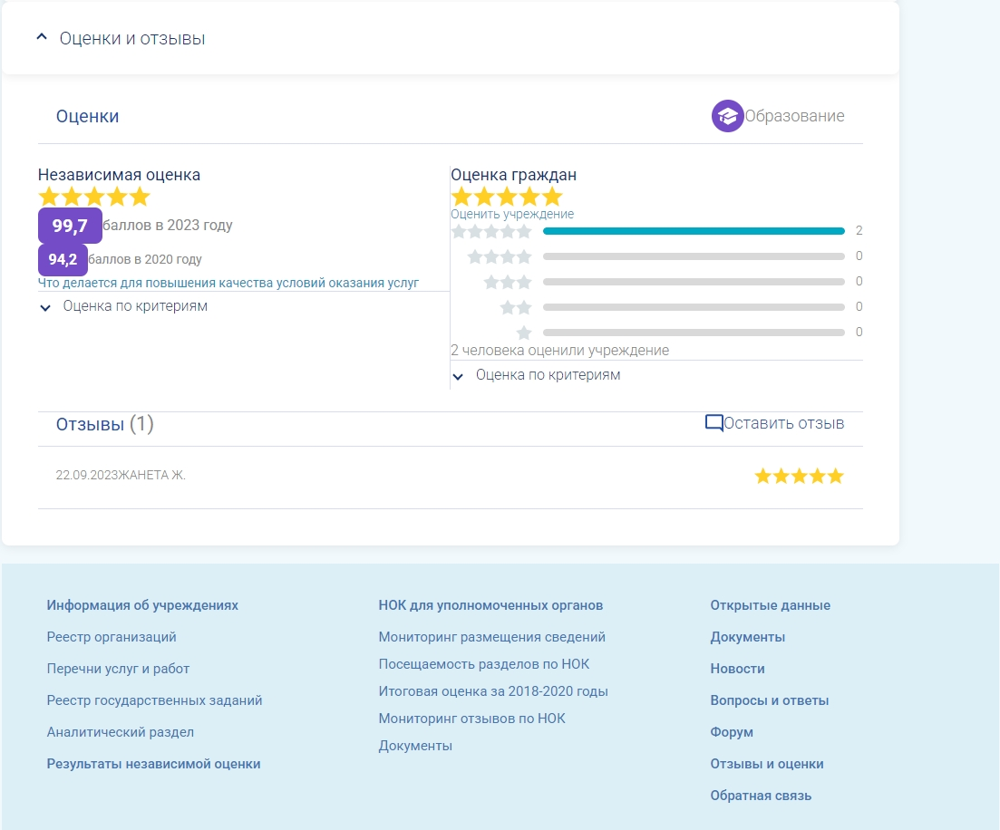 Оценки и отзывы
Оценки
Образование
Независимая оценка
99,7 баллов в 2023 году
94,2 баллов в 2020 году
Что делается для повышения качества условий оказания услуг
Оценка по критериям
Оценка граждан
Оценить учреждение
2
0
0
0
0
2 человека оценили учреждение
Оценка по критериям
Отзывы (1)
Оставить отзыв
22.09.2023ЖАНЕТА Ж.
Информация об учреждениях
Реестр организаций
Перечни услуг и работ
Реестр государственных заданий
Аналитический раздел
Результаты независимой оценки
НОК для уполномоченных органов
Мониторинг размещения сведений
Посещаемость разделов по НОК
Итоговая оценка за 2018-2020 годы
Мониторинг отзывов по НОК
Документы
Открытые данные
Документы
Новости
Вопросы и ответы
Форум
Отзывы и оценки
Обратная связь